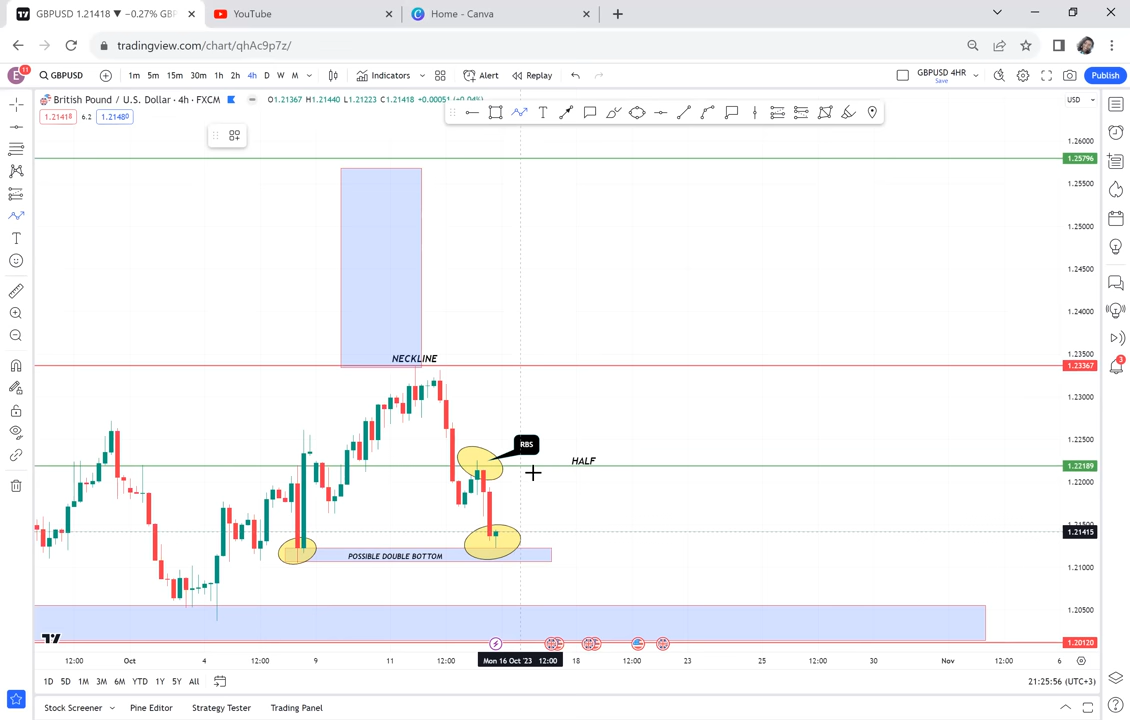 GBPUSD 1.21418 ▼ −0.27% GBPUSD
YouTube
Home - Canva
tradingview.com/chart/qhAc9p7z/
E
11
GBPUSD
1m 5m 15m 30m 1h 2h 4h D W M
Indicators
Alert
Replay
GBPUSD 4HR
Save
Publish
British Pound / U.S. Dollar · 4h · FXCM
O1.21367 H1.21440 L1.21223 C1.21418 +0.00051 (+0.04%)
USD
1.21418
6.2
1.21480
1.26000
1.25796
1.25500
1.25000
1.24500
1.24000
1.23500
NECKLINE
1.23367
1.23000
1.22500
RBS
HALF
1.22189
1.22000
1.21500
1.21415
POSSIBLE DOUBLE BOTTOM
1.21000
1.20500
1.20120
3
12:00 Oct 4 12:00 9 11 12:00 Mon 16 Oct '23 12:00 18 12:00 23 25 12:00 30 Nov 12:00 6
1D 5D 1M 3M 6M YTD 1Y 5Y All
21:25:56 (UTC+3)
Stock Screener
Pine Editor
Strategy Tester
Trading Panel